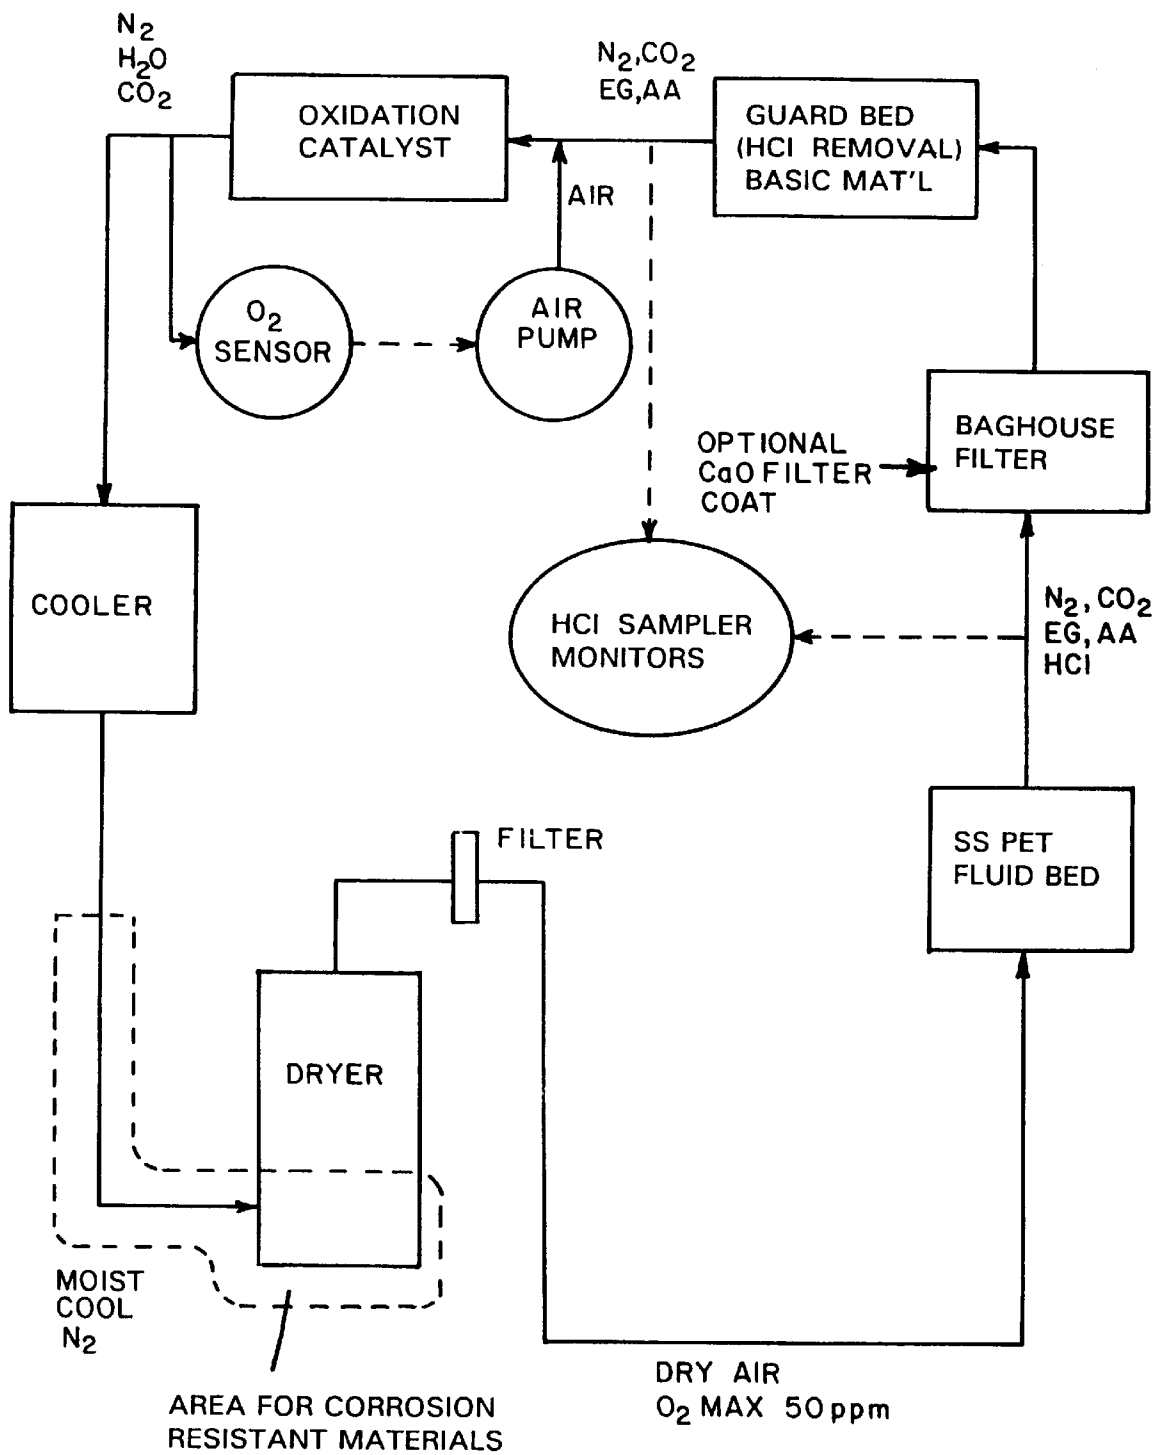 N2
H2O
CO2
OXIDATION
CATALYST
N2,CO2
EG,AA
GUARD BED
(HCl REMOVAL)
BASIC MAT'L
AIR
O2
SENSOR
AIR
PUMP
OPTIONAL
CaO FILTER
COAT
BAGHOUSE
FILTER
COOLER
HCl SAMPLER
MONITORS
N2, CO2
EG, AA
HCl
FILTER
SS PET
FLUID BED
DRYER
MOIST
COOL
N2
AREA FOR CORROSION
RESISTANT MATERIALS
DRY AIR
O2 MAX 50 ppm